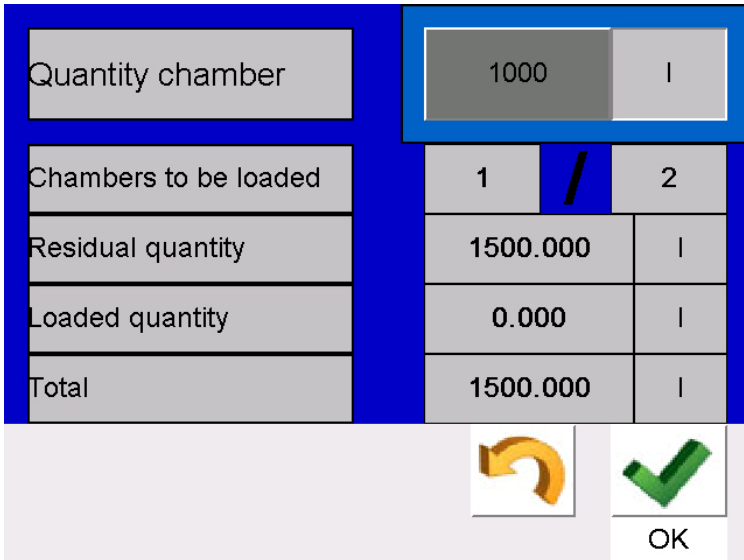 Quantity chamber 1000 l
Chambers to be loaded 1 / 2
Residual quantity 1500.000 l
Loaded quantity 0.000 l
Total 1500.000 l
OK